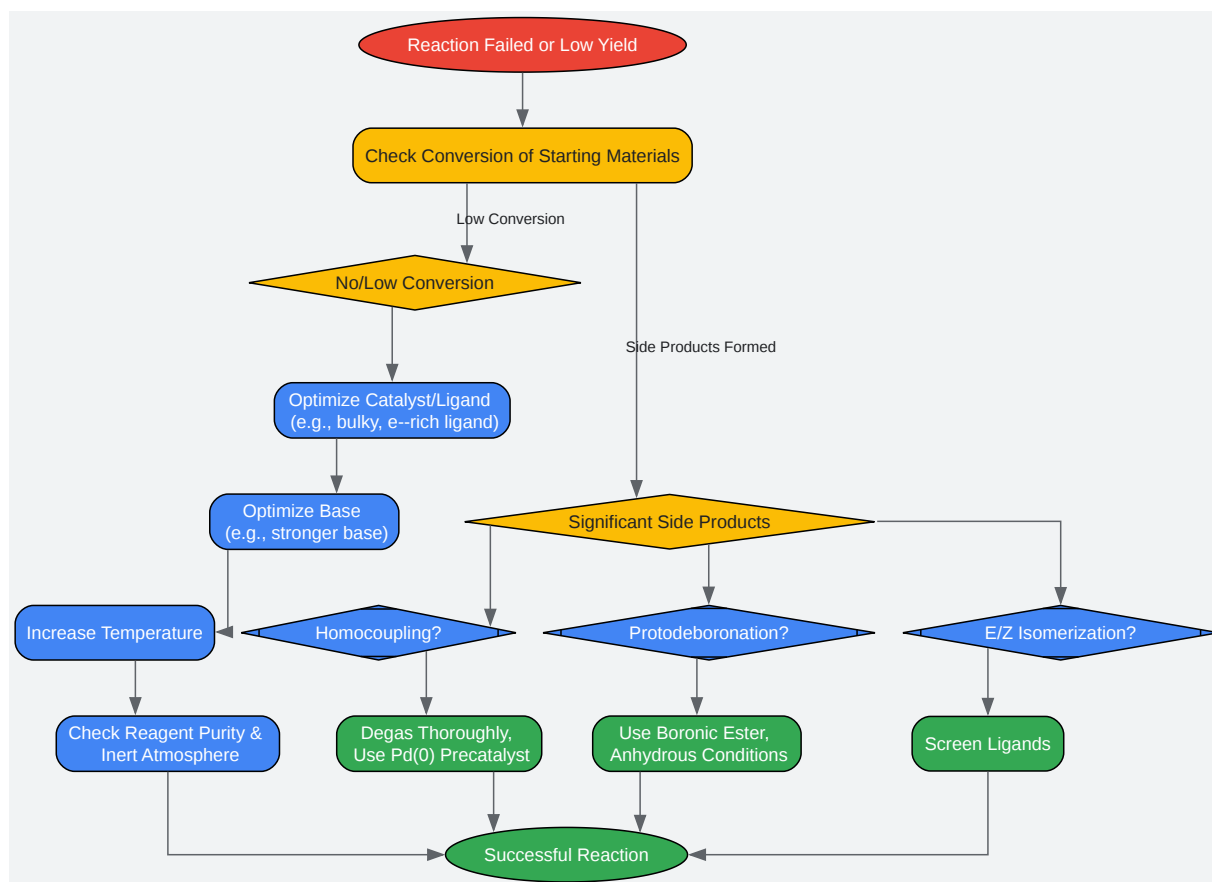 Reaction Failed or Low Yield
Check Conversion of Starting Materials
Low Conversion
No/Low Conversion
Side Products Formed
Optimize Catalyst/Ligand
(e.g., bulky, e--rich ligand)
Optimize Base
(e.g., stronger base)
Significant Side Products
Increase Temperature
Homocoupling?
Protodeboronation?
E/Z Isomerization?
Check Reagent Purity &
Inert Atmosphere
Degas Thoroughly,
Use Pd(0) Precatalyst
Use Boronic Ester,
Anhydrous Conditions
Screen Ligands
Successful Reaction